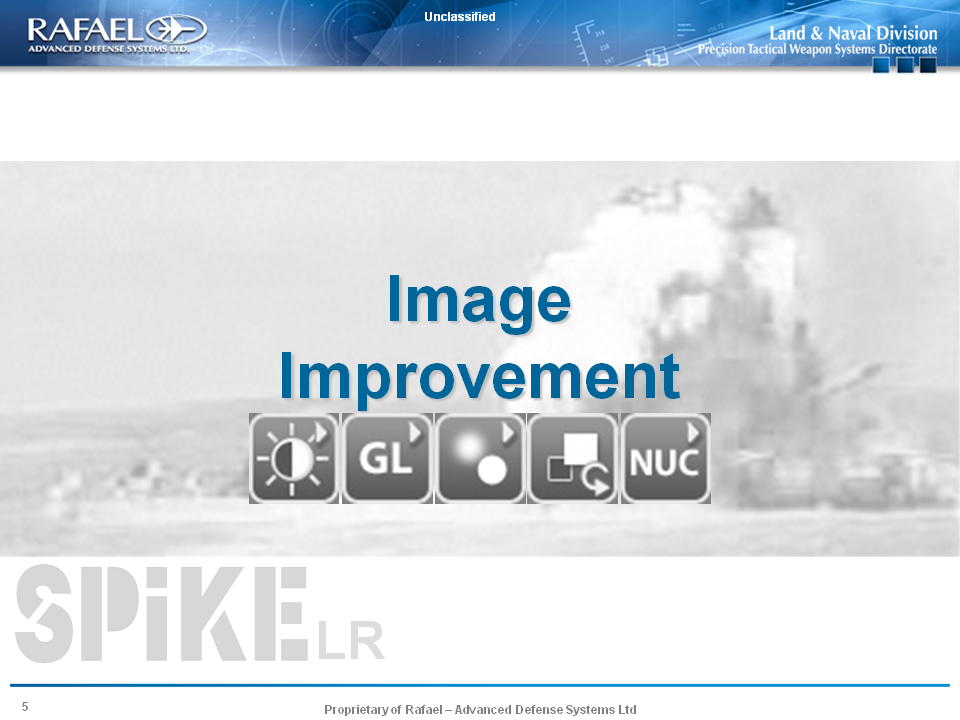 Unclassified
RAFAEL
ADVANCED DEFENSE SYSTEMS LTD.
Land & Naval Division
Precision Tactical Weapon Systems Directorate
Image
Improvement
GL
NUC
SPiKE LR
5
Proprietary of Rafael – Advanced Defense Systems Ltd